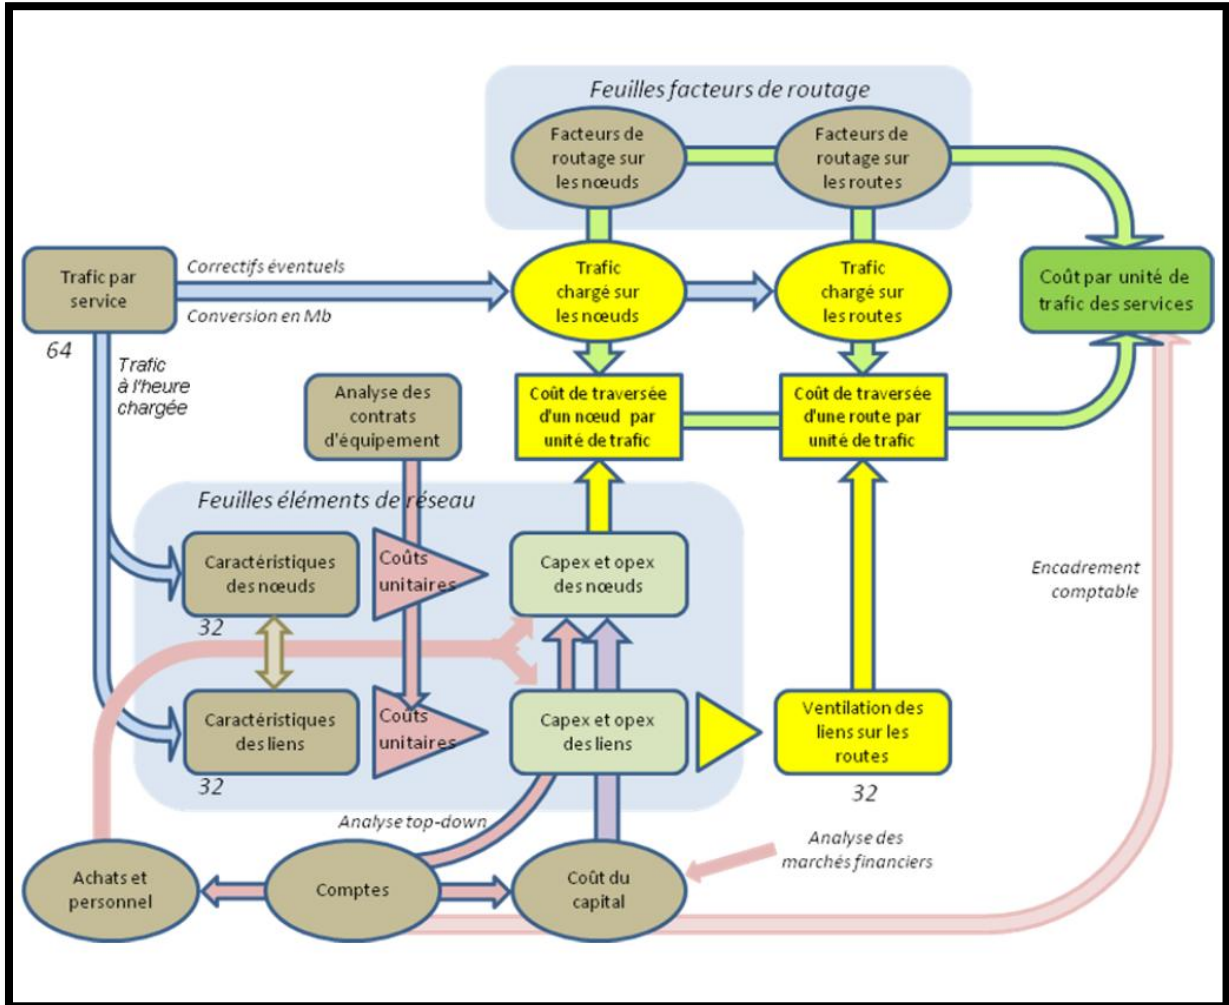 Feuilles facteurs de routage
Facteurs de
routage sur
les nœuds
Facteurs de
routage sur
les routes
Trafic par
service
64
Correctifs éventuels
Conversion en Mb
Trafic
chargé sur
les nœuds
Trafic
chargé sur
les routes
Coût par unité de
trafic des services
Trafic
à l'heure
chargée
Analyse des
contrats
d'équipement
Coût de traversée
d'un nœud par
unité de trafic
Coût de traversée
d'une route par
unité de trafic
Feuilles éléments de réseau
Caractéristiques
des nœuds
32
Coûts
unitaires
Capex et opex
des nœuds
Encadrement
comptable
Caractéristiques
des liens
32
Coûts
unitaires
Capex et opex
des liens
Ventilation des
liens sur les
routes
32
Analyse top-down
Analyse des
marchés financiers
Achats et
personnel
Comptes
Coût du
capital